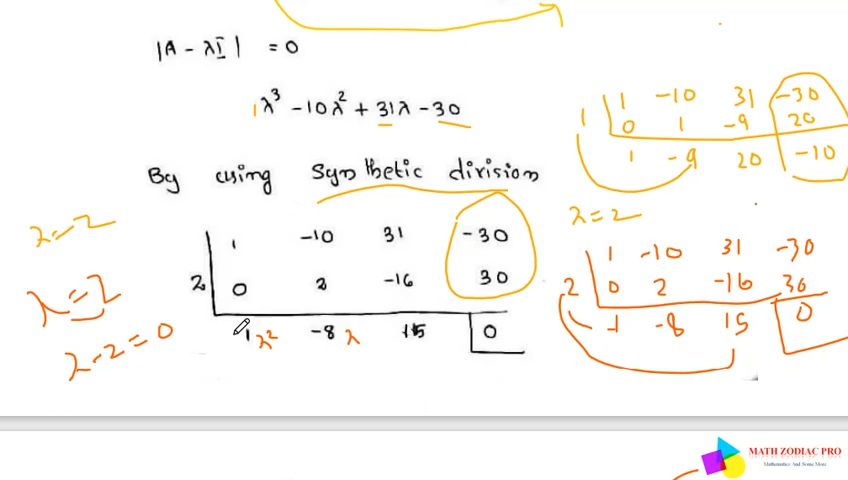 |A - λI| = 0
1λ³ - 10λ² + 31λ - 30
By using Synthetic division
2 | 1 -10 31 -30
0 2 -16 30
1λ² -8λ +15 0
λ=2
λ=2
λ-2=0
1 | 1 -10 31 -30
0 1 -9 20
1 -9 20 -10
λ=2
2 | 1 -10 31 -30
0 2 -16 30
1 -8 15 0
MATH ZODIAC PRO
Mathematics And Some More